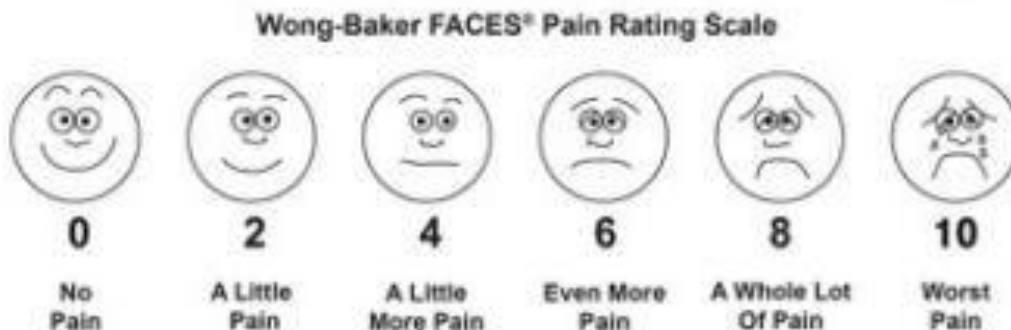 Wong-Baker FACES® Pain Rating Scale
0 2 4 6 8 10
No A Little A Little Even More A Whole Lot Worst
Pain Pain More Pain Pain Of Pain Pain